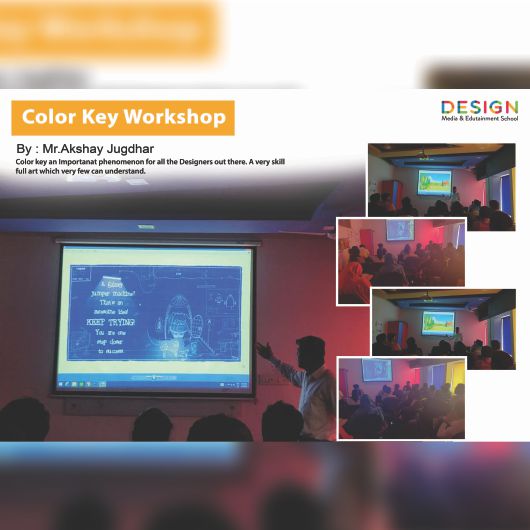 Color Key Workshop
DESIGN
Media & Edutainment School
By : Mr.Akshay Jugdhar
Color key an Importanat phenomenon for all the Designers out there. A very skill
full art which very few can understand.
A flying
jumper machine!
That's an
awesome idea!
KEEP TRYING!
You are one
step closer
to success